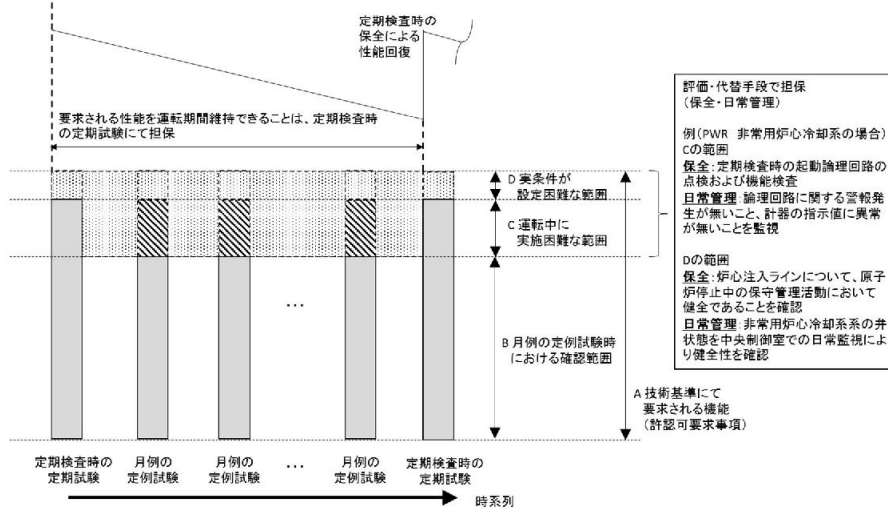 定期検査時の
保全による
性能回復
要求される性能を運転期間維持できることは、定期検査時
の定期試験にて担保
D 実条件が
設定困難な範囲
C 運転中に
実施困難な範囲
…
B 月例の定例試験時
における確認範囲
A 技術基準にて
要求される機能
(許認可要求事項)
評価・代替手段で担保
(保全・日常管理)
例(PWR 非常用炉心冷却系の場合)
Cの範囲
保全:定期検査時の起動論理回路の
点検および機能検査
日常管理:論理回路に関する警報発
生が無いこと、計器の指示値に異常
が無いことを監視
Dの範囲
保全:炉心注入ラインについて、原子
炉停止中の保守管理活動において
健全であることを確認
日常管理:非常用炉心冷却系系の弁
状態を中央制御室での日常監視によ
り健全性を確認
定期検査時の
定期試験
月例の
定例試験
月例の
定例試験
…
月例の
定例試験
定期検査時の
定期試験
時系列